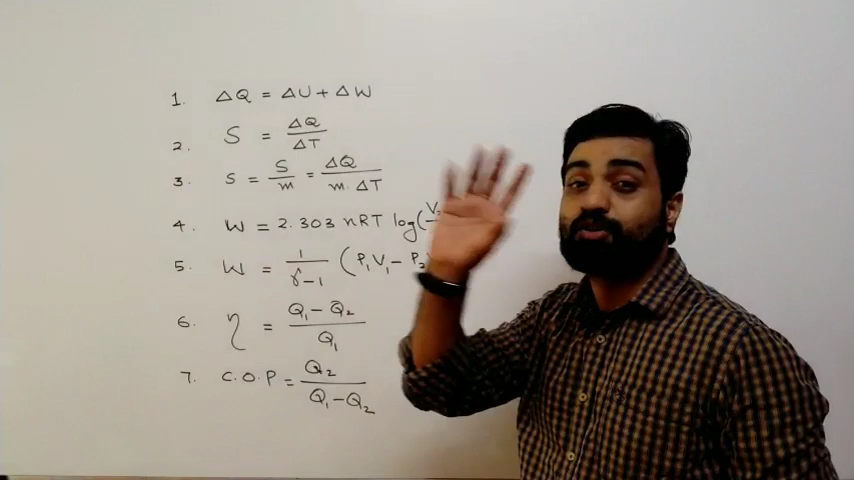 1. ΔQ = ΔU + ΔW
2. S = ΔQ/ΔT
3. s = S/m = ΔQ/m.ΔT
4. W = 2.303 nRT log(V
5. W = 1/γ-1 (P₁V₁ - P₂
6. η = Q₁-Q₂/Q₁
7. C.O.P = Q₂/Q₁-Q₂